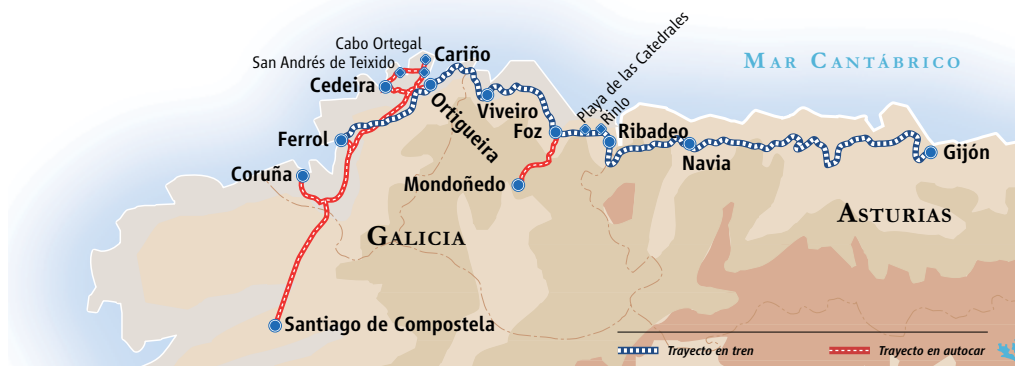 Cabo Ortegal
Cariño
San Andrés de Teixido
Cedeira
MAR CANTÁBRICO
Ortigueira
Viveiro
Playa de las Catedrales
Rinlo
Foz
Ferrol
Ribadeo
Navia
Gijón
Coruña
Mondoñedo
GALICIA
ASTURIAS
Santiago de Compostela
Trayecto en tren
Trayecto en autocar